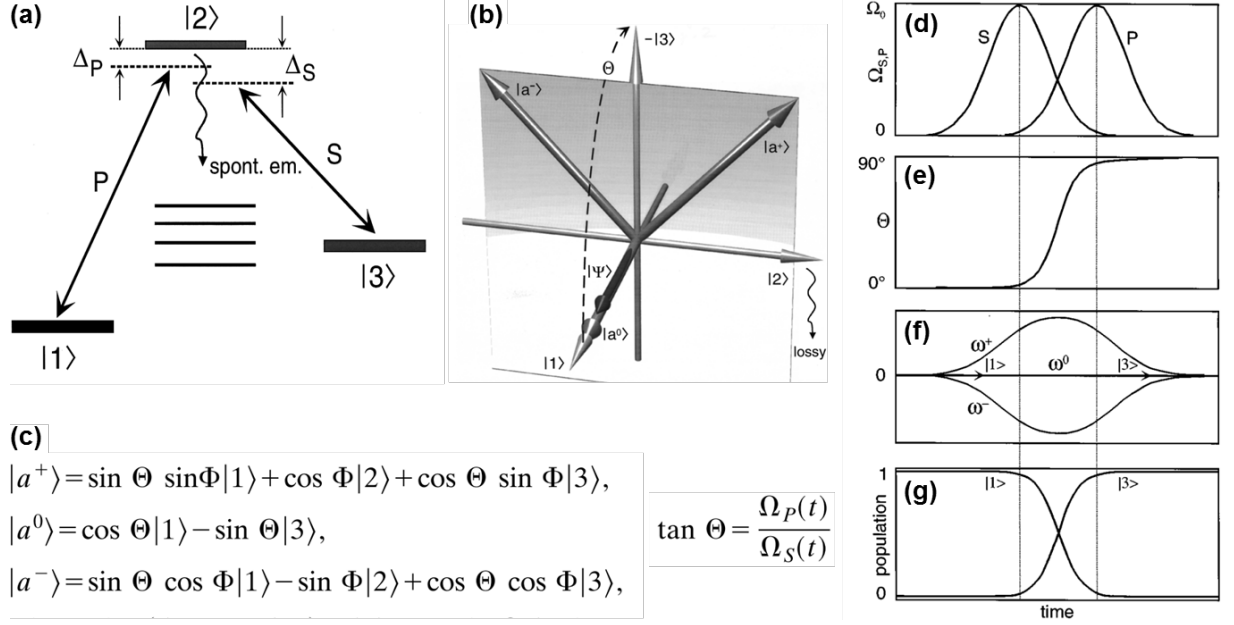 (a)
|2⟩
Δ_P
Δ_S
P
S
spont. em.
|3⟩
|1⟩
(b)
-|3⟩
Θ
|a⁻⟩
|a⁺⟩
|Ψ⟩
|2⟩
|a⁰⟩
|1⟩
lossy
(c)
|a⁺⟩=sin Θ sinΦ|1⟩+cos Φ|2⟩+cos Θ sin Φ|3⟩,
|a⁰⟩=cos Θ|1⟩−sin Θ|3⟩,
|a⁻⟩=sin Θ cos Φ|1⟩−sin Φ|2⟩+cos Θ cos Φ|3⟩,
tan Θ = Ω_P(t) / Ω_S(t)
(d)
Ω₀
Ω_S,P
S
P
0
(e)
90°
Θ
0°
(f)
ω⁺
|1>
ω⁰
|3>
0
ω⁻
(g)
1
|1>
|3>
population
0
time